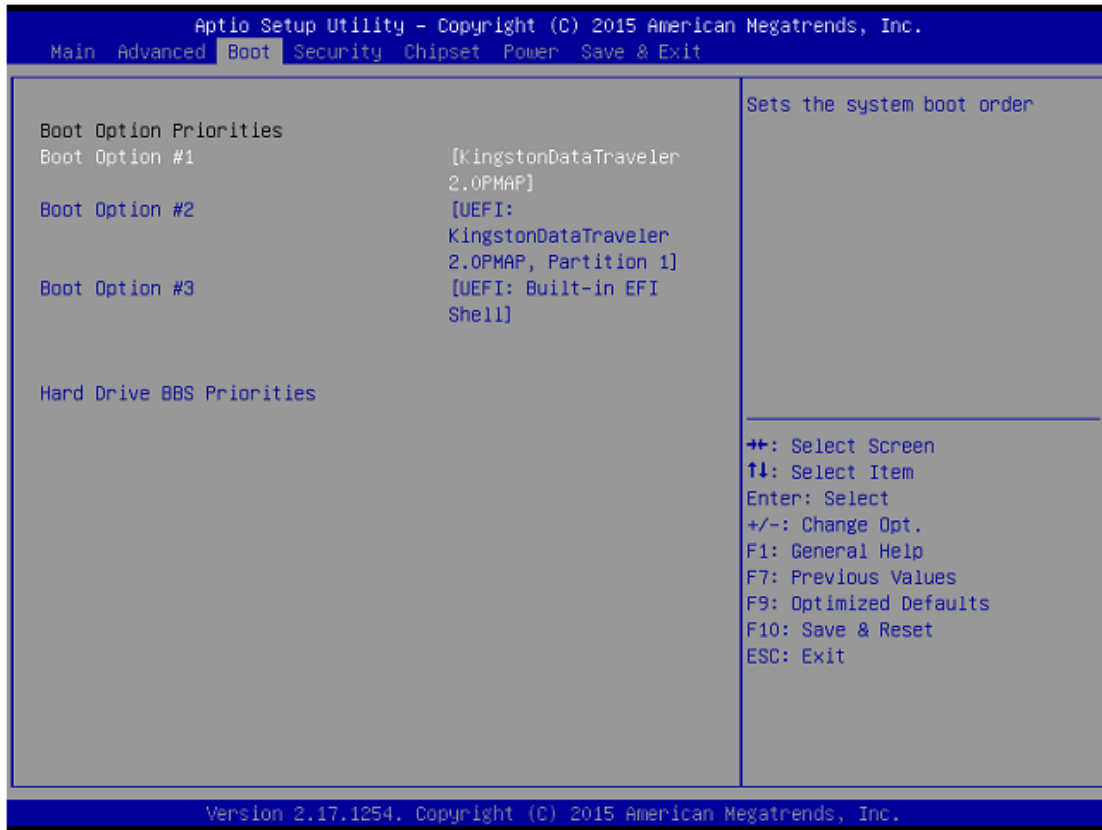 Aptio Setup Utility – Copyright (C) 2015 American Megatrends, Inc.
Main Advanced Boot Security Chipset Power Save & Exit
Boot Option Priorities
Boot Option #1 [KingstonDataTraveler
2.0PMAP]
Boot Option #2 [UEFI:
KingstonDataTraveler
2.0PMAP, Partition 1]
Boot Option #3 [UEFI: Built-in EFI
Shell]
Hard Drive BBS Priorities
Sets the system boot order
→←: Select Screen
↑↓: Select Item
Enter: Select
+/-: Change Opt.
F1: General Help
F7: Previous Values
F9: Optimized Defaults
F10: Save & Reset
ESC: Exit
Version 2.17.1254. Copyright (C) 2015 American Megatrends, Inc.